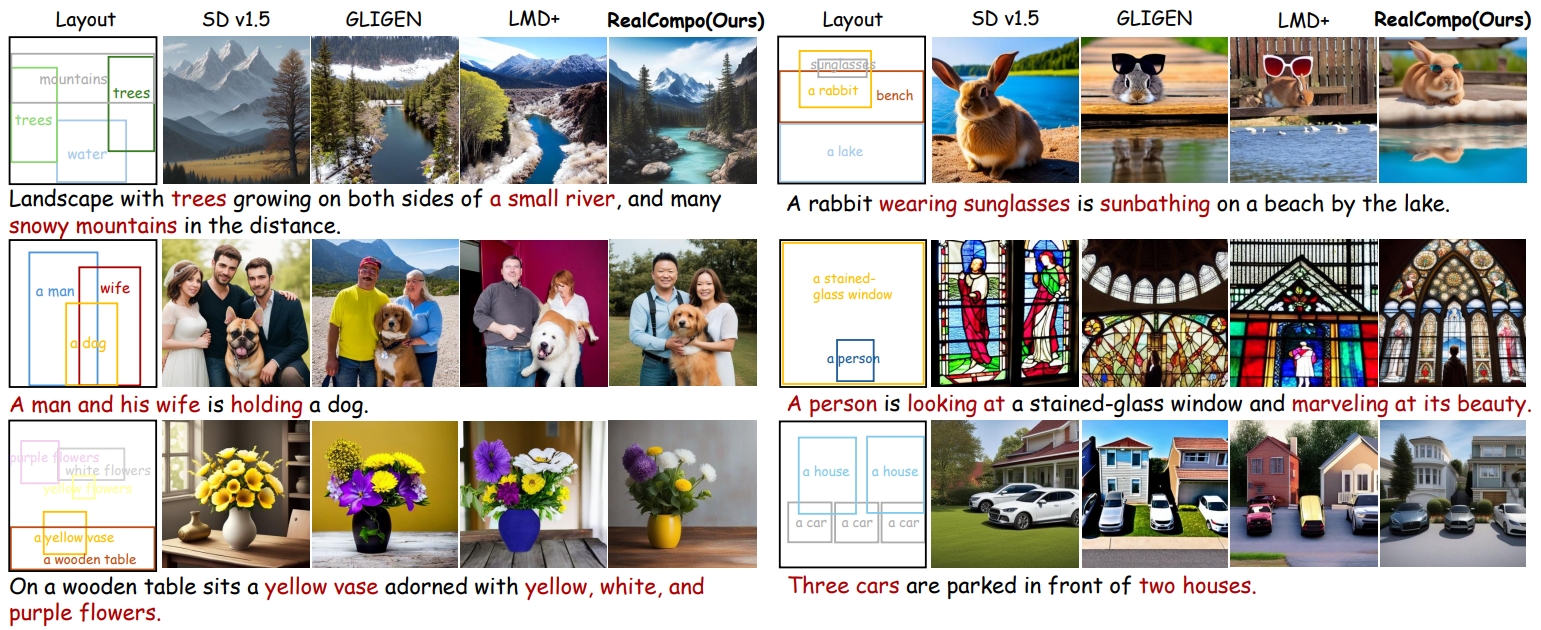 Layout SD v1.5 GLIGEN LMD+ RealCompo(Ours)
mountains
trees
trees
water
Landscape with trees growing on both sides of a small river, and many
snowy mountains in the distance.
a man
wife
a dog
A man and his wife is holding a dog.
purple flowers
white flowers
yellow flowers
a yellow vase
a wooden table
On a wooden table sits a yellow vase adorned with yellow, white, and
purple flowers.
Layout SD v1.5 GLIGEN LMD+ RealCompo(Ours)
sunglasses
a rabbit
bench
a lake
A rabbit wearing sunglasses is sunbathing on a beach by the lake.
a stained-
glass window
a person
A person is looking at a stained-glass window and marveling at its beauty.
a house a house
a car a car a car
Three cars are parked in front of two houses.